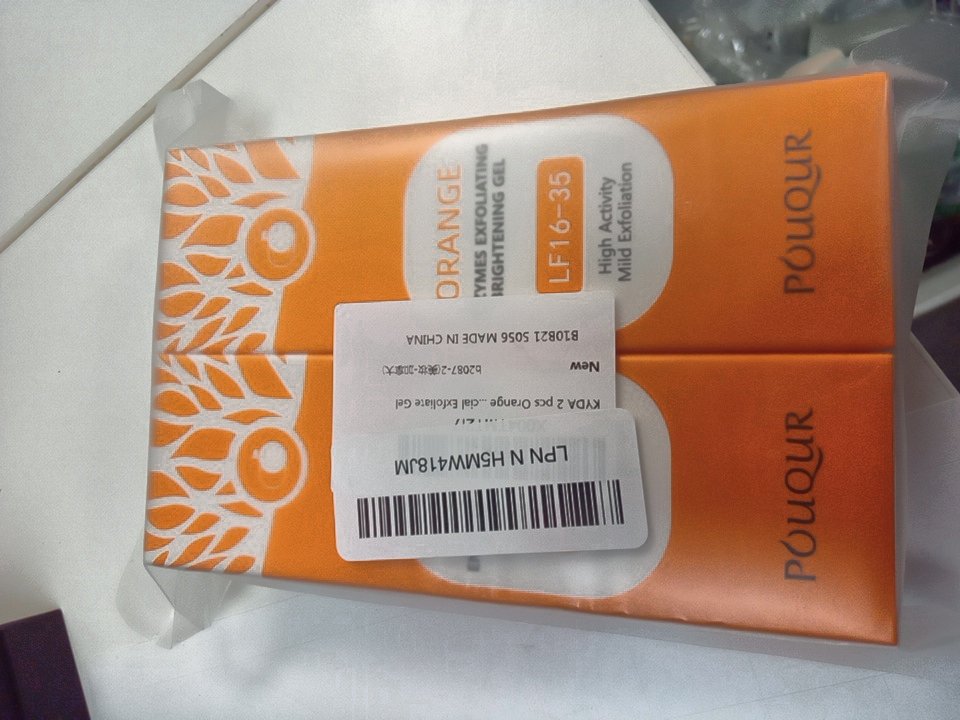 ORANGE
ZYMES EXFOLIATING
BRIGHTENING GEL
LF16-35
High Activity
Mild Exfoliation
POUQUR
POUQUR
LPN N H5MW418JM
KYDA 2 pcs Orange ...cial Exfoliate Gel
New
B10821 5056 MADE IN CHINA